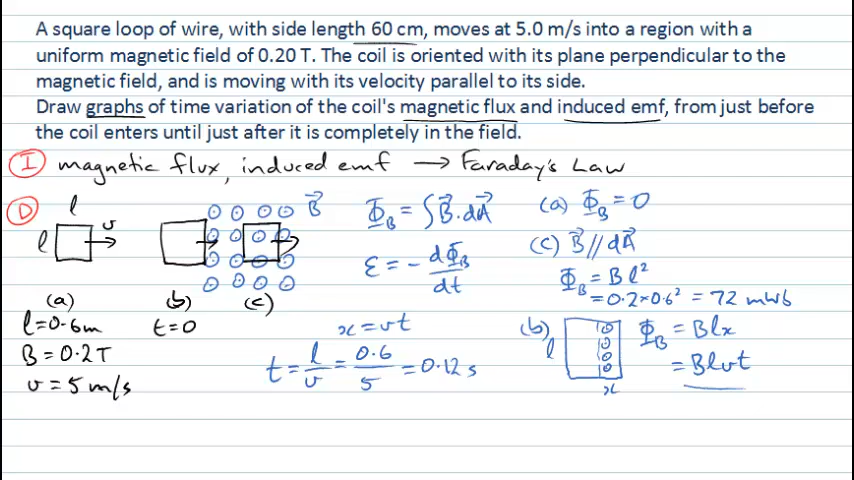 A square loop of wire, with side length 60 cm, moves at 5.0 m/s into a region with a
uniform magnetic field of 0.20 T. The coil is oriented with its plane perpendicular to the
magnetic field, and is moving with its velocity parallel to its side.
Draw graphs of time variation of the coil's magnetic flux and induced emf, from just before
the coil enters until just after it is completely in the field.
I magnetic flux, induced emf → Faraday's Law
D
l
l
v
B⃗
(a)
(b)
(c)
l=0.6m
t=0
B=0.2T
v=5m/s
Φ_B = ∫B⃗.dA⃗
ε = - dΦ_B/dt
x=vt
t = l/v = 0.6/5 = 0.12 s
(a) Φ_B = 0
(c) B⃗ // dA⃗
Φ_B = Bl²
= 0.2×0.6² = 72 mWb
(b)
l
x
Φ_B = Blx
= Blvt